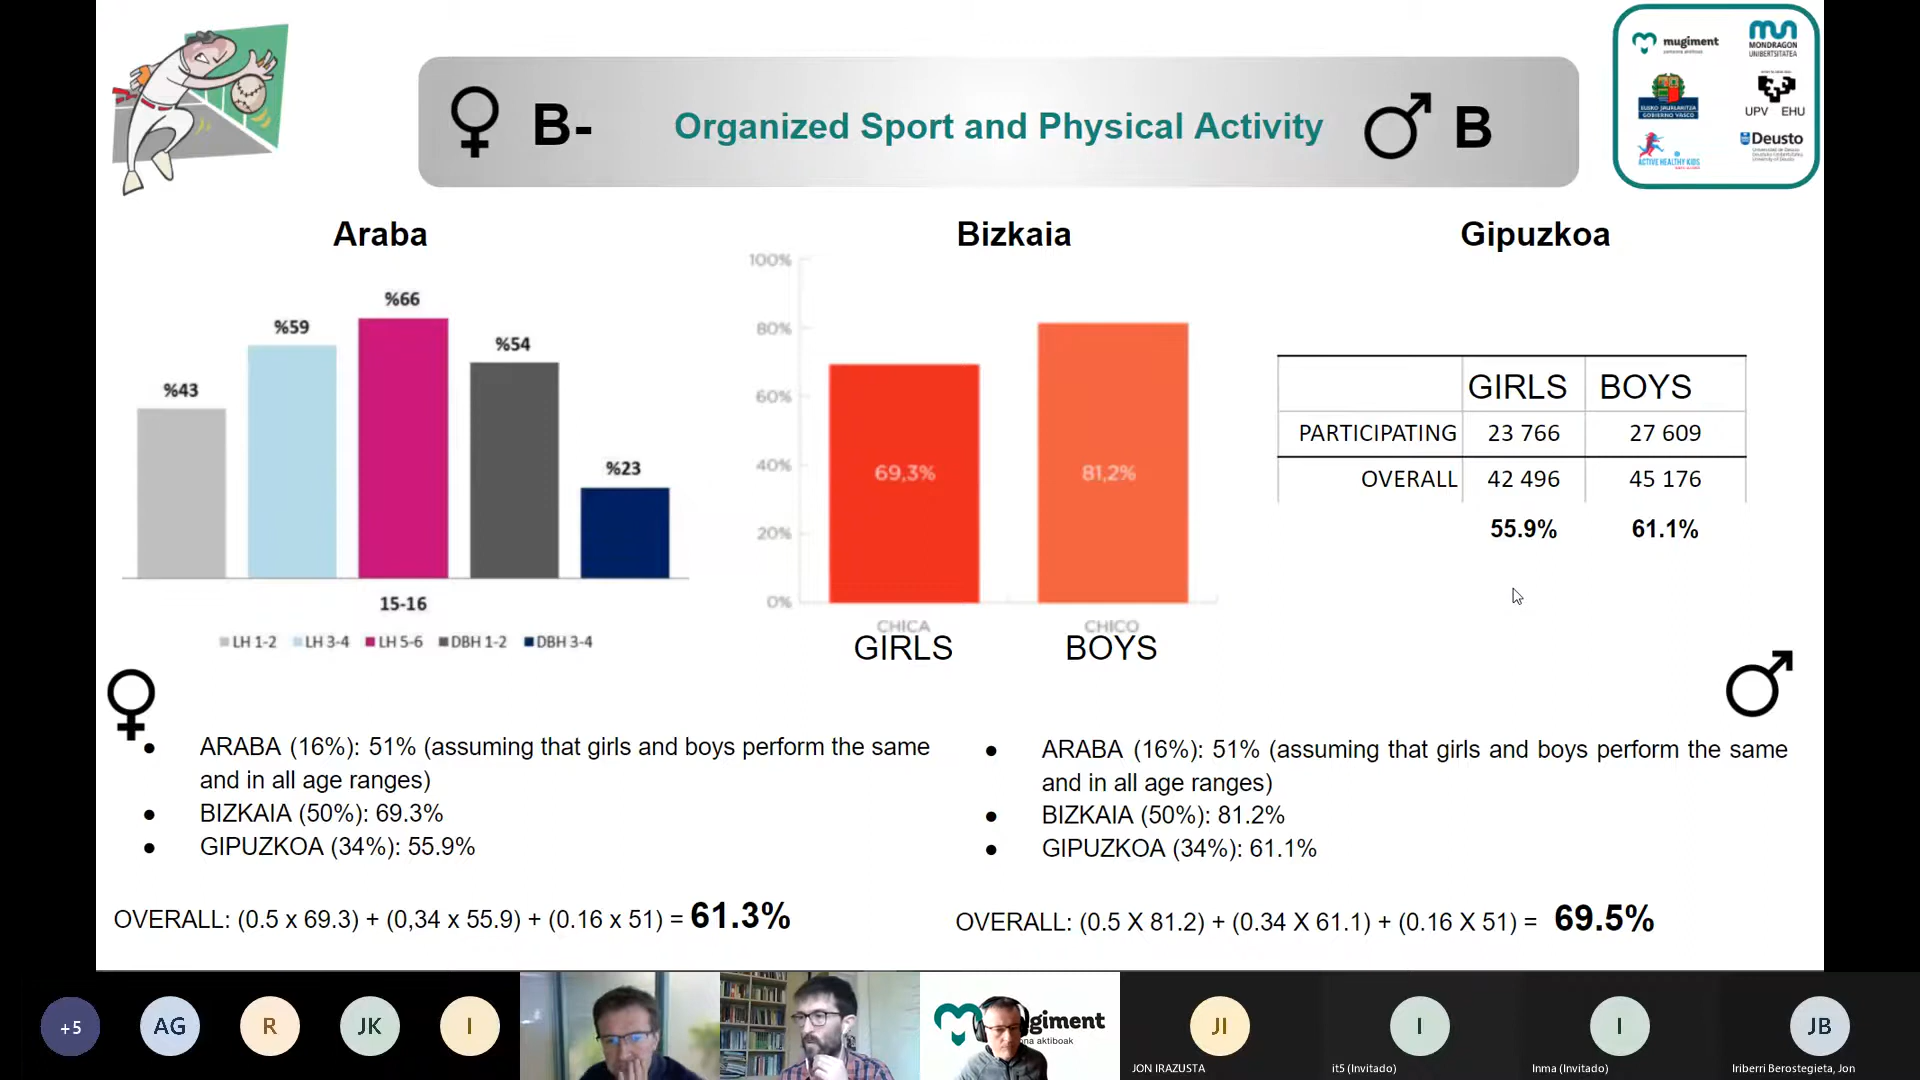 mugiment
MONDRAGON
UNIBERTSITATEA
EUSKO JAURLARITZA
GOBIERNO VASCO
UPV EHU
ACTIVE HEALTHY KIDS
Deusto
B-
Organized Sport and Physical Activity
B
Araba
%43
%59
%66
%54
%23
15-16
LH 1-2 LH 3-4 LH 5-6 DBH 1-2 DBH 3-4
Bizkaia
100%
80%
60%
40%
20%
0%
69,3%
81,2%
CHICA CHICO
GIRLS BOYS
Gipuzkoa
GIRLS BOYS
PARTICIPATING 23 766 27 609
OVERALL 42 496 45 176
55.9% 61.1%
• ARABA (16%): 51% (assuming that girls and boys perform the same
and in all age ranges)
• BIZKAIA (50%): 69.3%
• GIPUZKOA (34%): 55.9%
OVERALL: (0.5 x 69.3) + (0,34 x 55.9) + (0.16 x 51) = 61.3%
• ARABA (16%): 51% (assuming that girls and boys perform the same
and in all age ranges)
• BIZKAIA (50%): 81.2%
• GIPUZKOA (34%): 61.1%
OVERALL: (0.5 X 81.2) + (0.34 X 61.1) + (0.16 X 51) = 69.5%
+5
AG
R
JK
I
giment
ona aktiboak
JI
JON IRAZUSTA
I
it5 (Invitado)
I
Inma (Invitado)
JB
Iriberri Berostegieta, Jon